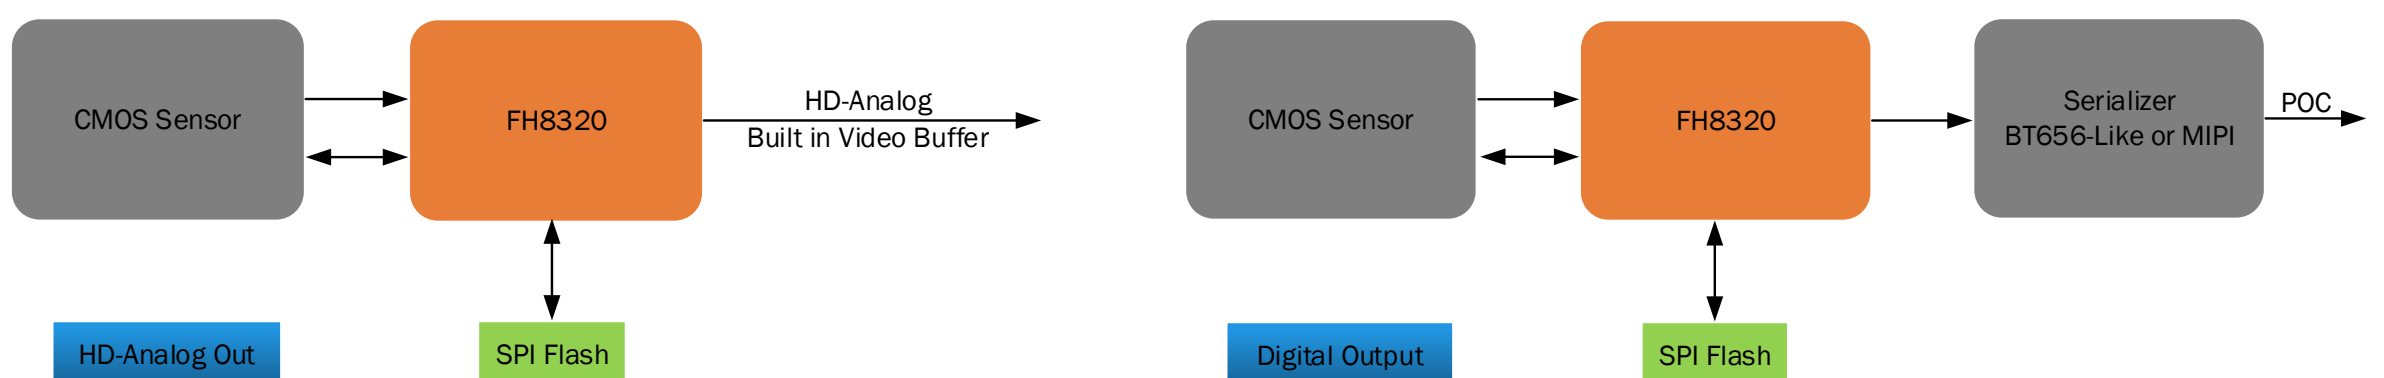 CMOS Sensor
FH8320
HD-Analog
Built in Video Buffer
HD-Analog Out
SPI Flash
CMOS Sensor
FH8320
Serializer
BT656-Like or MIPI
POC
Digital Output
SPI Flash